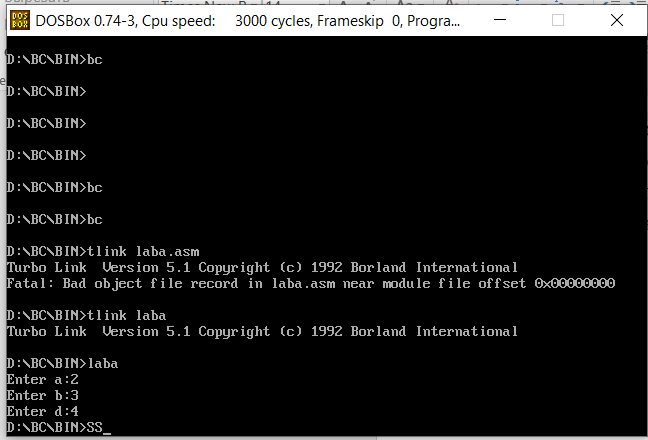 DOSBox 0.74-3, Cpu speed: 3000 cycles, Frameskip 0, Progra...
D:\BC\BIN>bc
D:\BC\BIN>
D:\BC\BIN>
D:\BC\BIN>
D:\BC\BIN>bc
D:\BC\BIN>bc
D:\BC\BIN>tlink laba.asm
Turbo Link  Version 5.1 Copyright (c) 1992 Borland International
Fatal: Bad object file record in laba.asm near module file offset 0x00000000
D:\BC\BIN>tlink laba
Turbo Link  Version 5.1 Copyright (c) 1992 Borland International
D:\BC\BIN>laba
Enter a:2
Enter b:3
Enter d:4
D:\BC\BIN>SS_